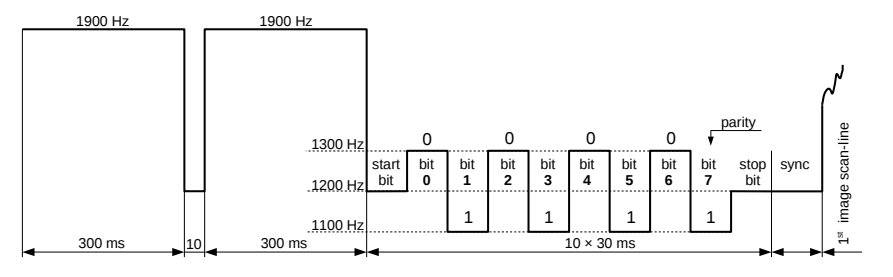 1900 Hz 1900 Hz
parity
0 0 0 0
1300 Hz
start bit bit bit bit bit bit bit bit stop sync
bit 0 1 2 3 4 5 6 7 bit
1200 Hz
1 1 1 1
1100 Hz
300 ms 10 300 ms 10 × 30 ms
1st image scan-line